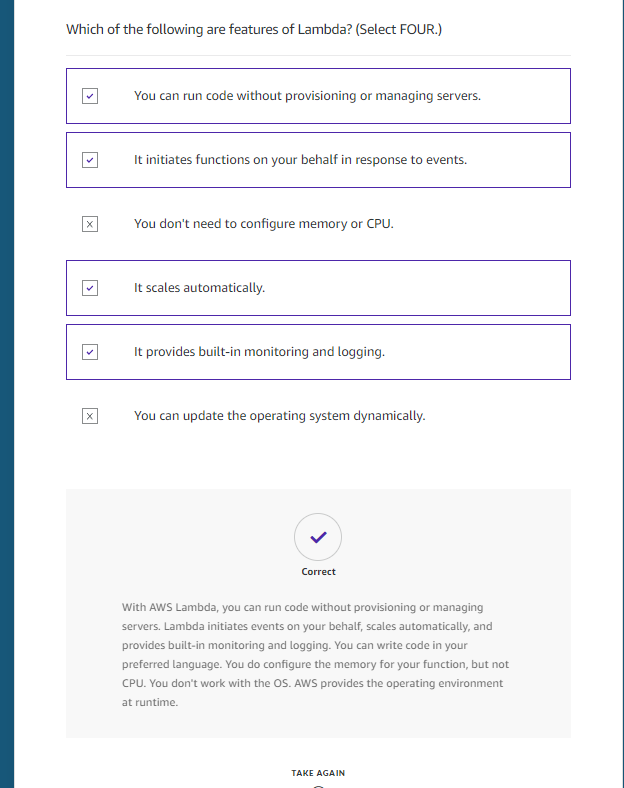 Which of the following are features of Lambda? (Select FOUR.)
You can run code without provisioning or managing servers.
It initiates functions on your behalf in response to events.
You don't need to configure memory or CPU.
It scales automatically.
It provides built-in monitoring and logging.
You can update the operating system dynamically.
Correct
With AWS Lambda, you can run code without provisioning or managing
servers. Lambda initiates events on your behalf, scales automatically, and
provides built-in monitoring and logging. You can write code in your
preferred language. You do configure the memory for your function, but not
CPU. You don't work with the OS. AWS provides the operating environment
at runtime.
TAKE AGAIN